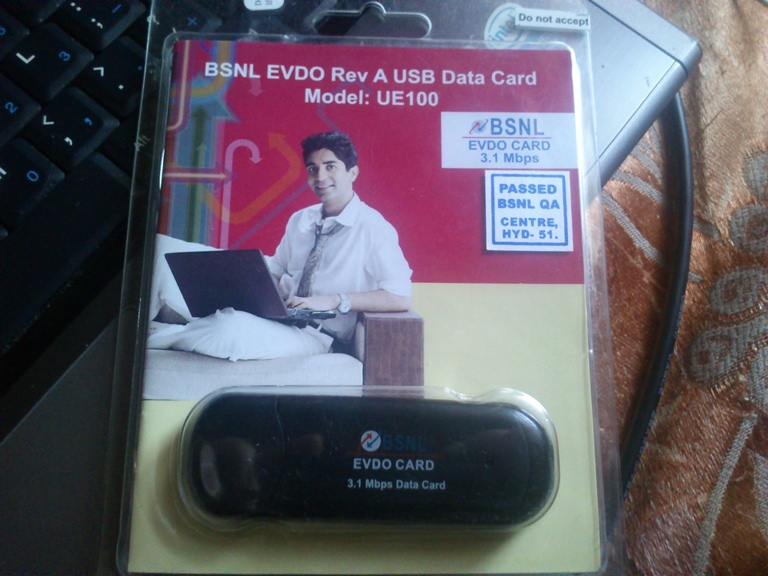 Do not accept
BSNL EVDO Rev A USB Data Card
Model: UE100
BSNL
EVDO CARD
3.1 Mbps
PASSED
BSNL QA
CENTRE,
HYD- 51.
BSNL
EVDO CARD
3.1 Mbps Data Card